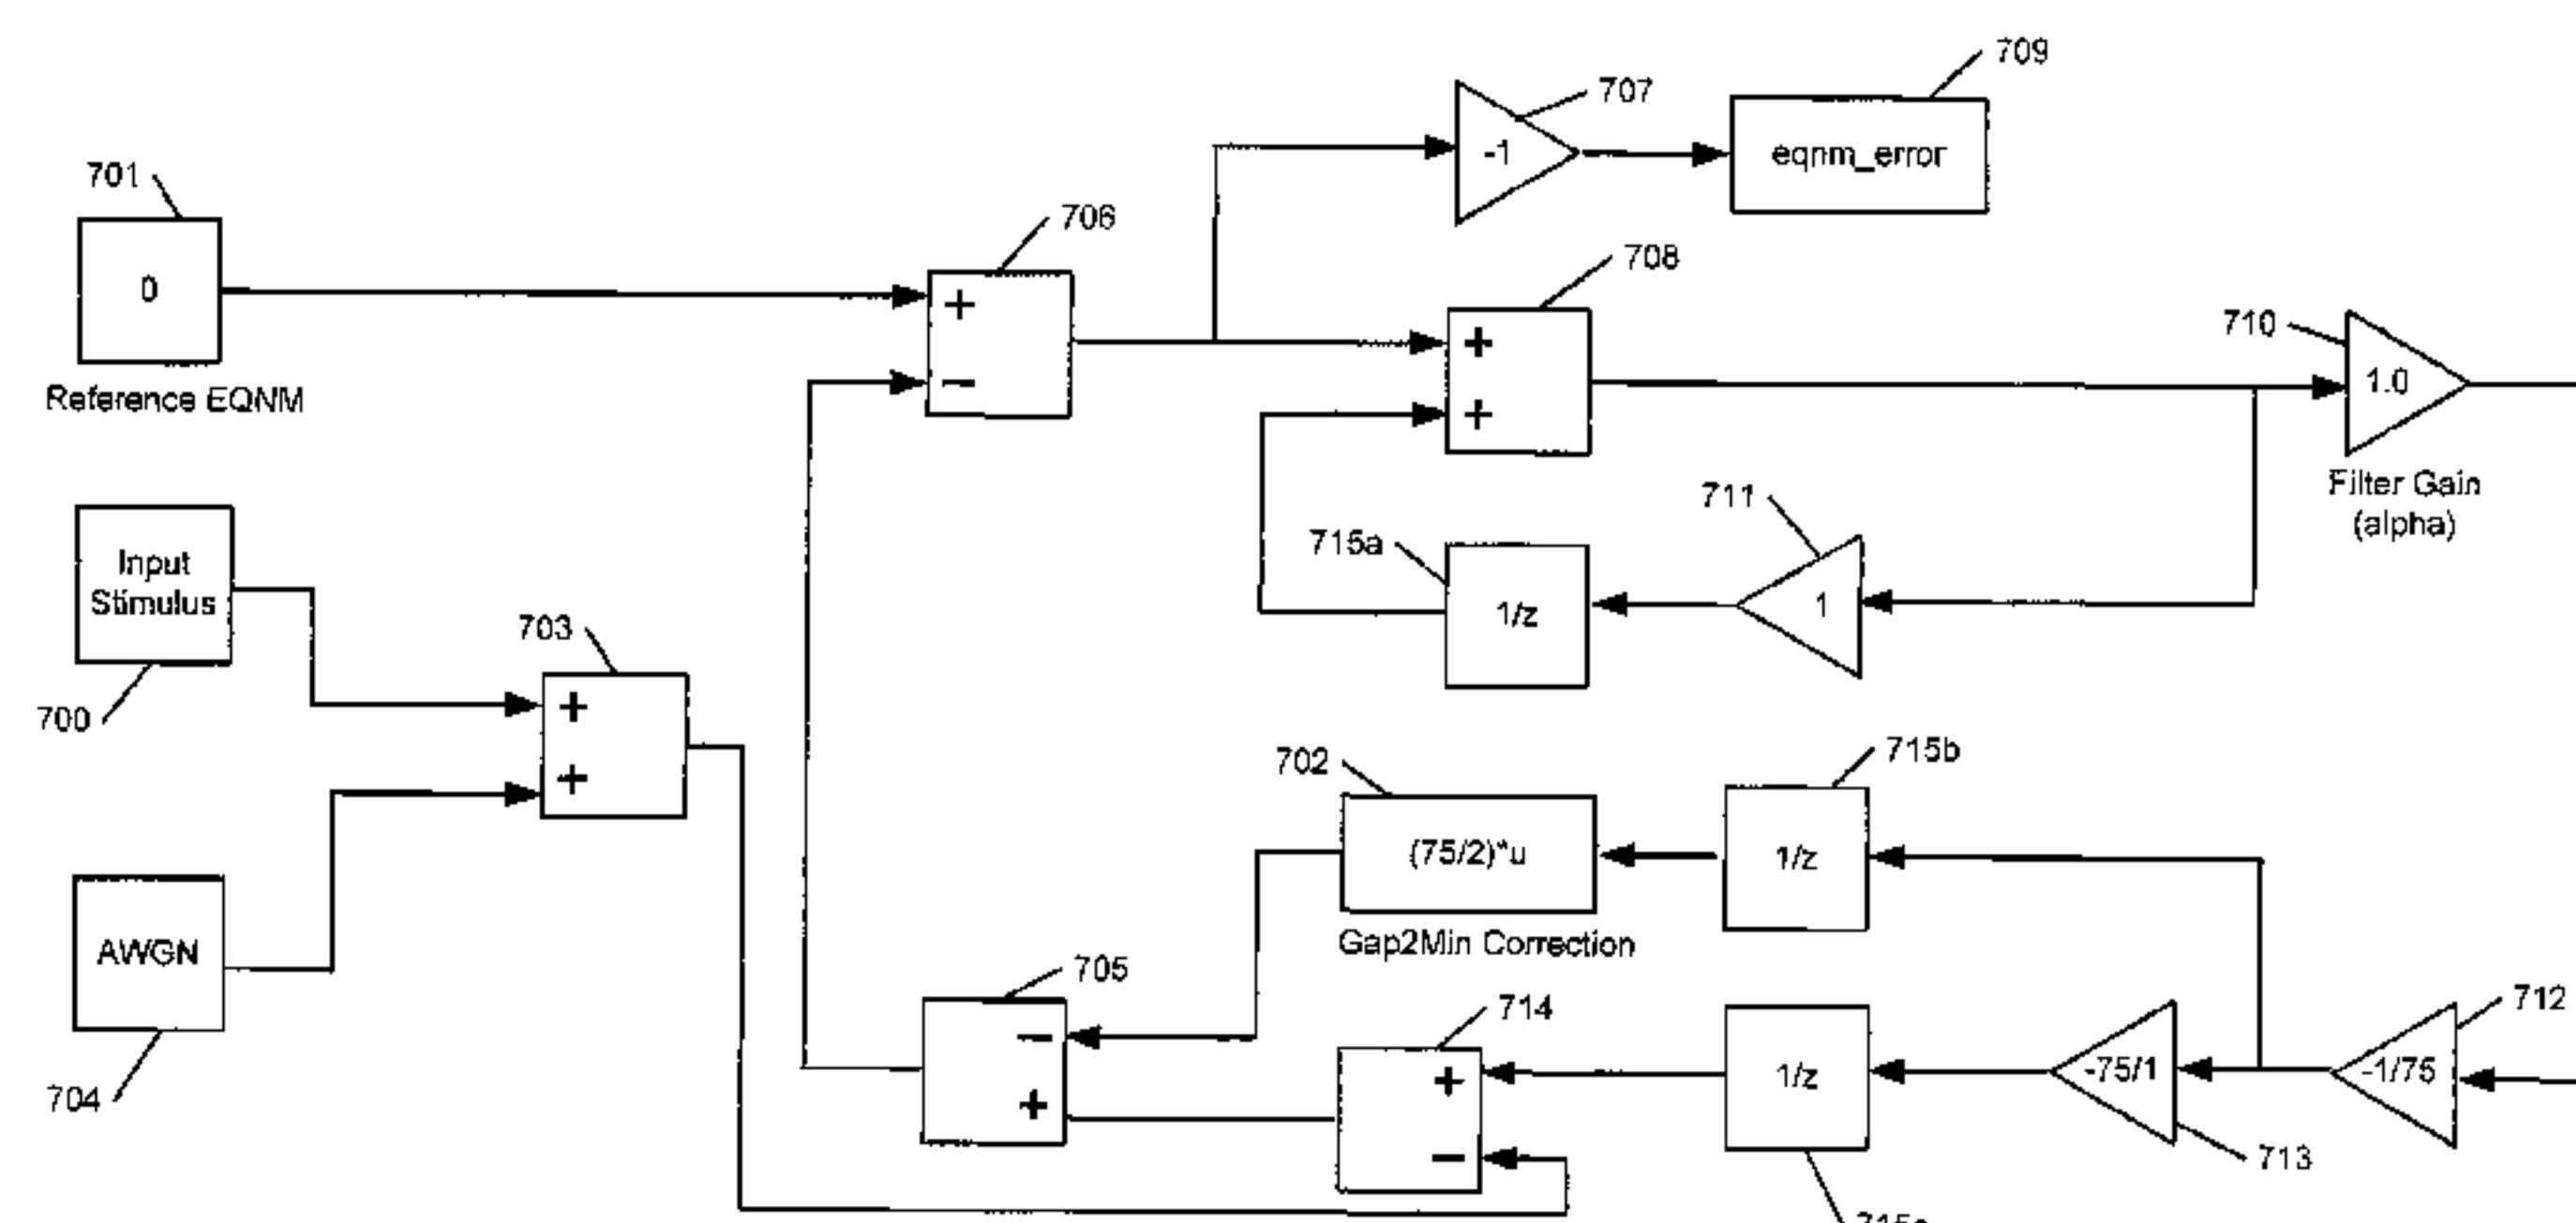 709
707
-1
eqnm_error
701
706
708
0
+
−
+
+
710
1.0
Reference EQNM
Filter Gain
(alpha)
711
715a
1/z
1
Input
Stimulus
700
703
+
+
702
715b
(75/2)*u
1/z
Gap2Min Correction
AWGN
704
705
−
+
714
+
−
1/z
-75/1
-1/75
712
713